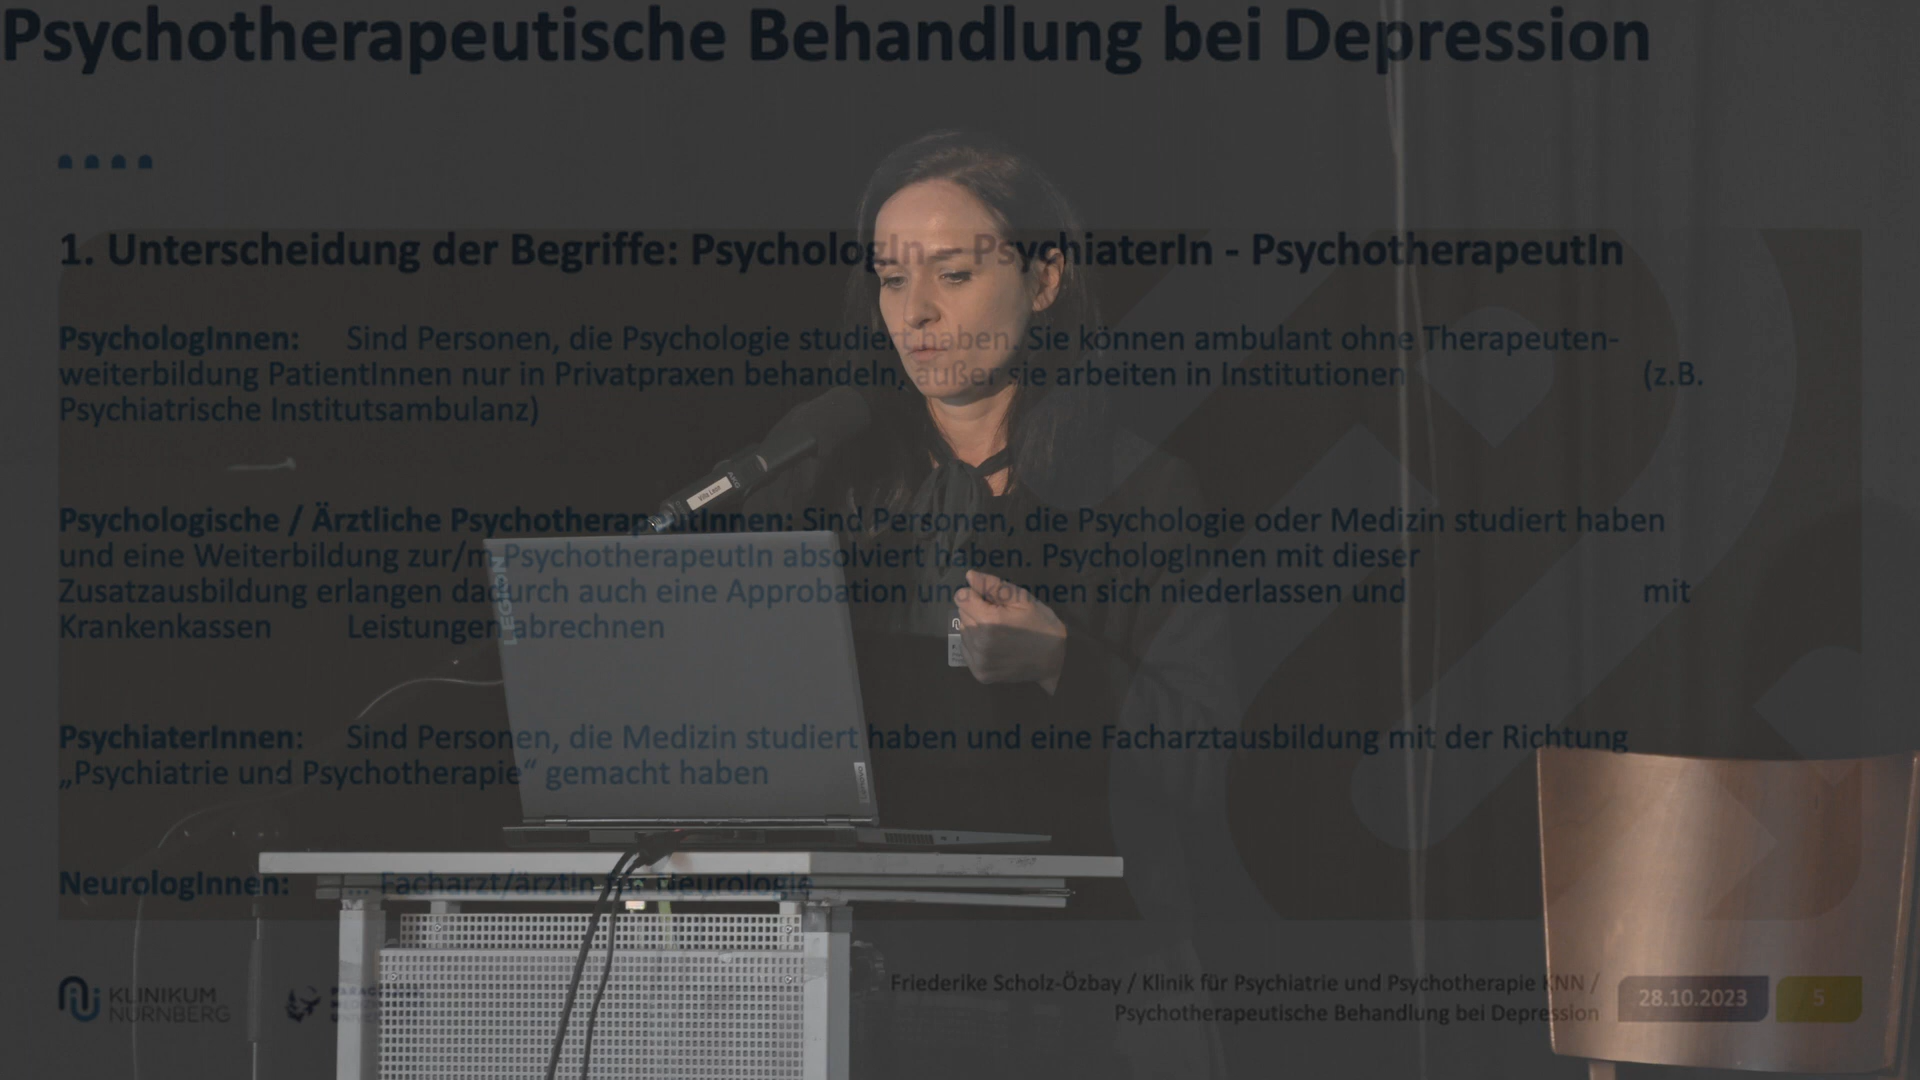 Psychotherapeutische Behandlung bei Depression
1. Unterscheidung der Begriffe: PsychologIn - PsychiaterIn - PsychotherapeutIn
PsychologInnen: Sind Personen, die Psychologie studiert haben. Sie können ambulant ohne Therapeuten-
weiterbildung PatientInnen nur in Privatpraxen behandeln, außer sie arbeiten in Institutionen (z.B.
Psychiatrische Institutsambulanz)
Psychologische / Ärztliche PsychotherapeutInnen: Sind Personen, die Psychologie oder Medizin studiert haben
und eine Weiterbildung zur/m PsychotherapeutIn absolviert haben. PsychologInnen mit dieser
Zusatzausbildung erlangen dadurch auch eine Approbation und können sich niederlassen und mit
Krankenkassen Leistungen abrechnen
PsychiaterInnen: Sind Personen, die Medizin studiert haben und eine Facharztausbildung mit der Richtung
„Psychiatrie und Psychotherapie“ gemacht haben
NeurologInnen: Facharzt/ärztin für Neurologie
KLINIKUM
NÜRNBERG
Friederike Scholz-Özbay / Klinik für Psychiatrie und Psychotherapie KNN /
Psychotherapeutische Behandlung bei Depression
28.10.2023
5
Villa Leon
LEGION
Lenovo